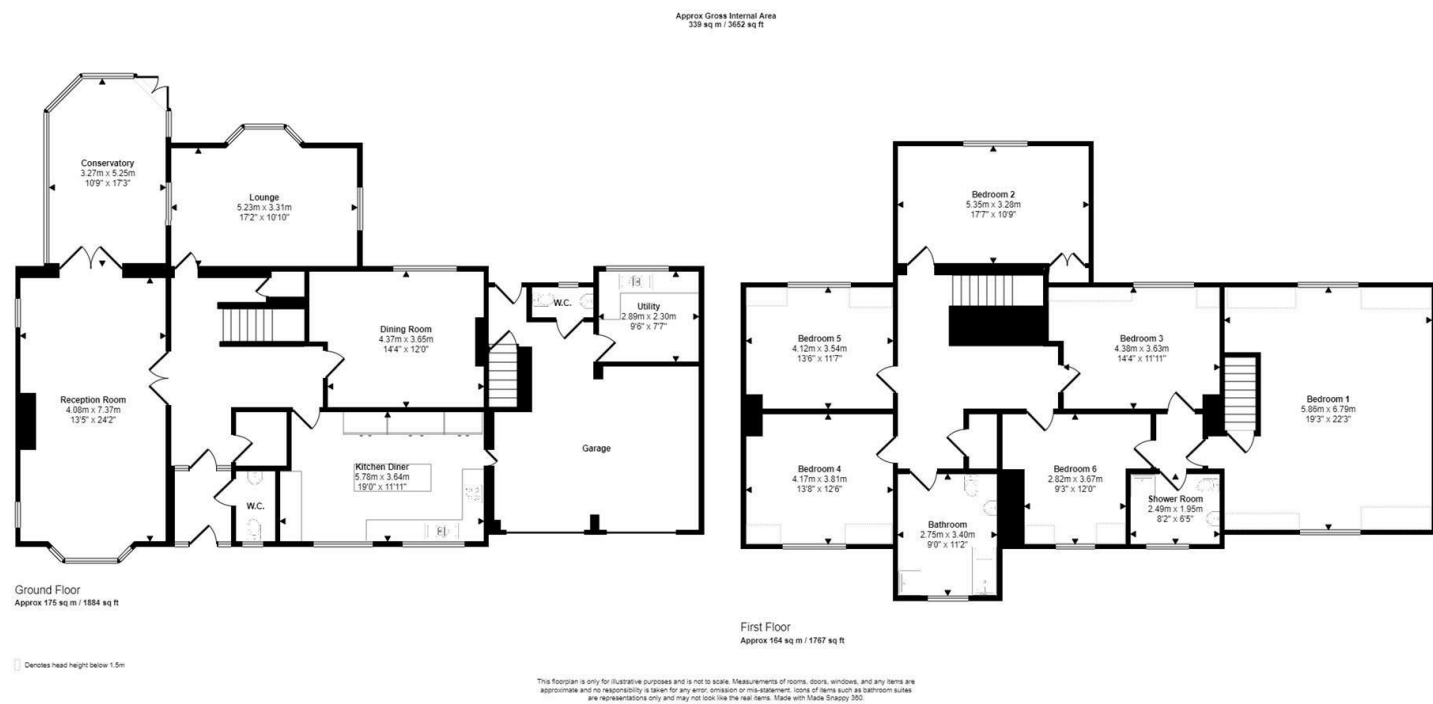 Approx Gross Internal Area
339 sq m / 3652 sq ft
Conservatory
3.27m x 5.25m
10'9" x 17'3"
Lounge
5.23m x 3.31m
17'2" x 10'10"
Reception Room
4.08m x 7.37m
13'5" x 24'2"
Dining Room
4.37m x 3.65m
14'4" x 12'0"
W.C.
Utility
2.89m x 2.30m
9'6" x 7'7"
Kitchen Diner
5.78m x 3.64m
19'0" x 11'11"
W.C.
Garage
Ground Floor
Approx 175 sq m / 1884 sq ft
Bedroom 2
5.35m x 3.28m
17'7" x 10'9"
Bedroom 5
4.12m x 3.54m
13'6" x 11'7"
Bedroom 3
4.38m x 3.63m
14'4" x 11'11"
Bedroom 1
5.86m x 6.79m
19'3" x 22'3"
Bedroom 4
4.17m x 3.81m
13'8" x 12'6"
Bedroom 6
2.82m x 3.67m
9'3" x 12'0"
Shower Room
2.49m x 1.95m
8'2" x 6'5"
Bathroom
2.75m x 3.40m
9'0" x 11'2"
First Floor
Approx 164 sq m / 1767 sq ft
Denotes head height below 1.5m
This floorplan is only for illustrative purposes and is not to scale. Measurements of rooms, doors, windows, and any items are
approximate and no responsibility is taken for any error, omission or mis-statement. Icons of items such as bathroom suites
are representations only and may not look like the real items. Made with Made Snappy 360.